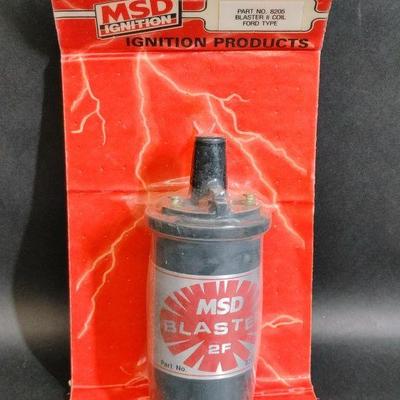 MSD
IGNITION
PART NO. 8205
BLASTER II COIL
FORD TYPE
IGNITION PRODUCTS
MSD
BLASTE
2F
Part No.